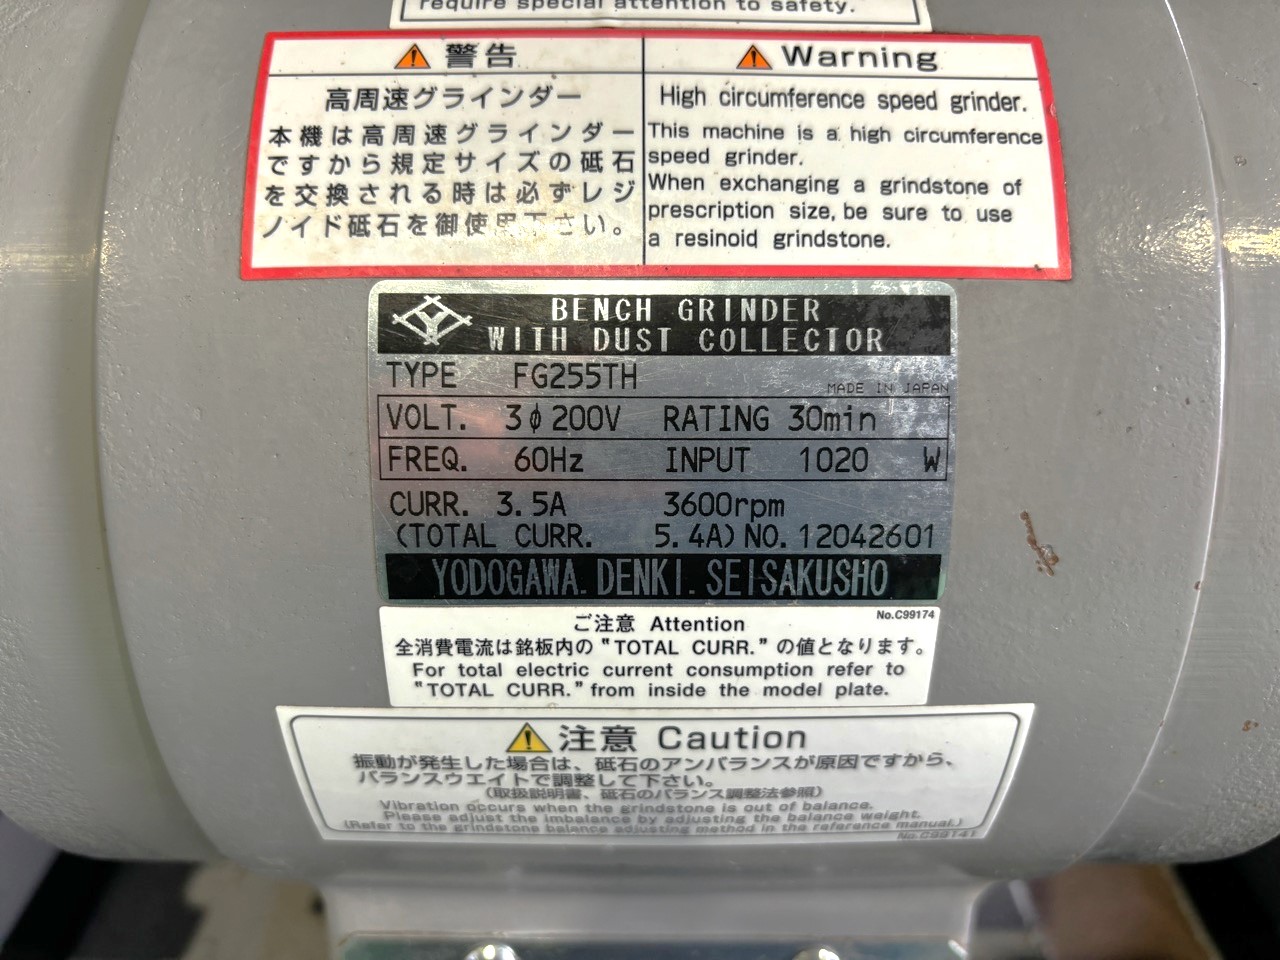 require special attention to safety.
警告
高周速グラインダー
本機は高周速グラインダー
ですから規定サイズの砥石
を交換される時は必ずレジ
ノイド砥石を御使用下さい。
Warning
High circumference speed grinder.
This machine is a high circumference
speed grinder.
When exchanging a grindstone of
prescription size, be sure to use
a resinoid grindstone.
BENCH GRINDER
WITH DUST COLLECTOR
TYPE FG255TH
MADE IN JAPAN
VOLT. 3φ200V RATING 30min
FREQ. 60Hz INPUT 1020 W
CURR. 3.5A 3600rpm
(TOTAL CURR. 5.4A) NO. 12042601
YODOGAWA.DENKI.SEISAKUSHO
No.C99174
ご注意 Attention
全消費電流は銘板内の"TOTAL CURR."の値となります。
For total electric current consumption refer to
"TOTAL CURR." from inside the model plate.
注意 Caution
振動が発生した場合は、砥石のアンバランスが原因ですから、
バランスウエイトで調整して下さい。
(取扱説明書、砥石のバランス調整法参照)
Vibration occurs when the grindstone is out of balance.
Please adjust the imbalance by adjusting the balance weight.
(Refer to the grindstone balance adjusting method in the reference manual.)
No.C99141